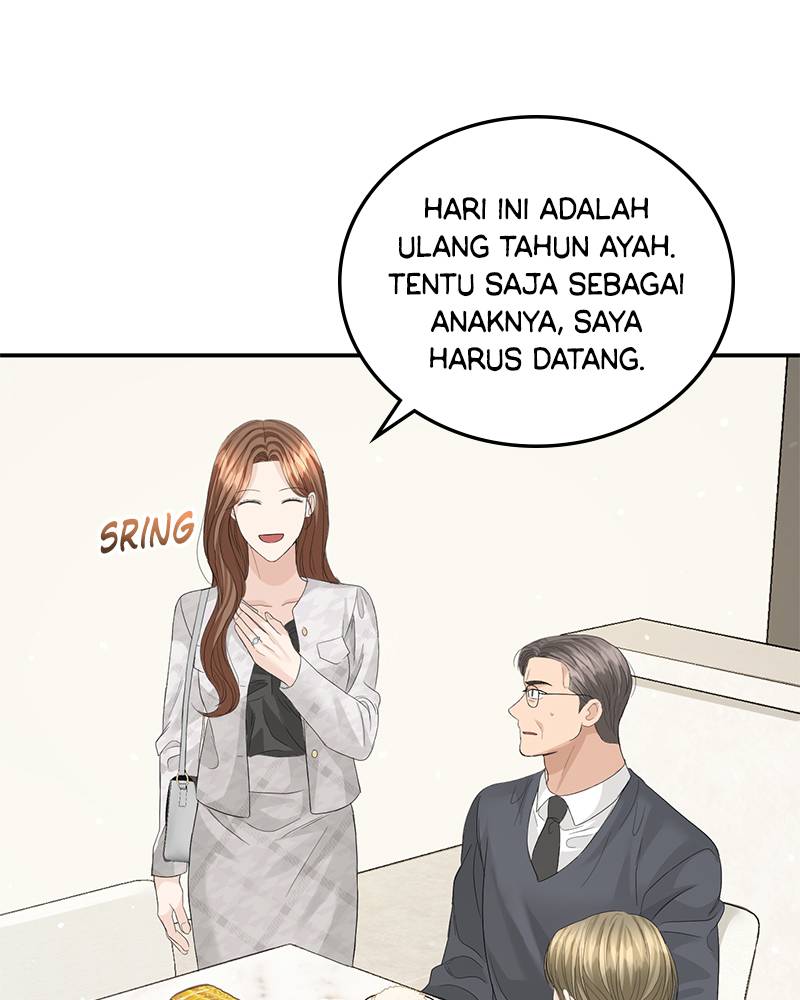 HARI INI ADALAH
ULANG TAHUN AYAH.
TENTU SAJA SEBAGAI
ANAKNYA, SAYA
HARUS DATANG.
SRING